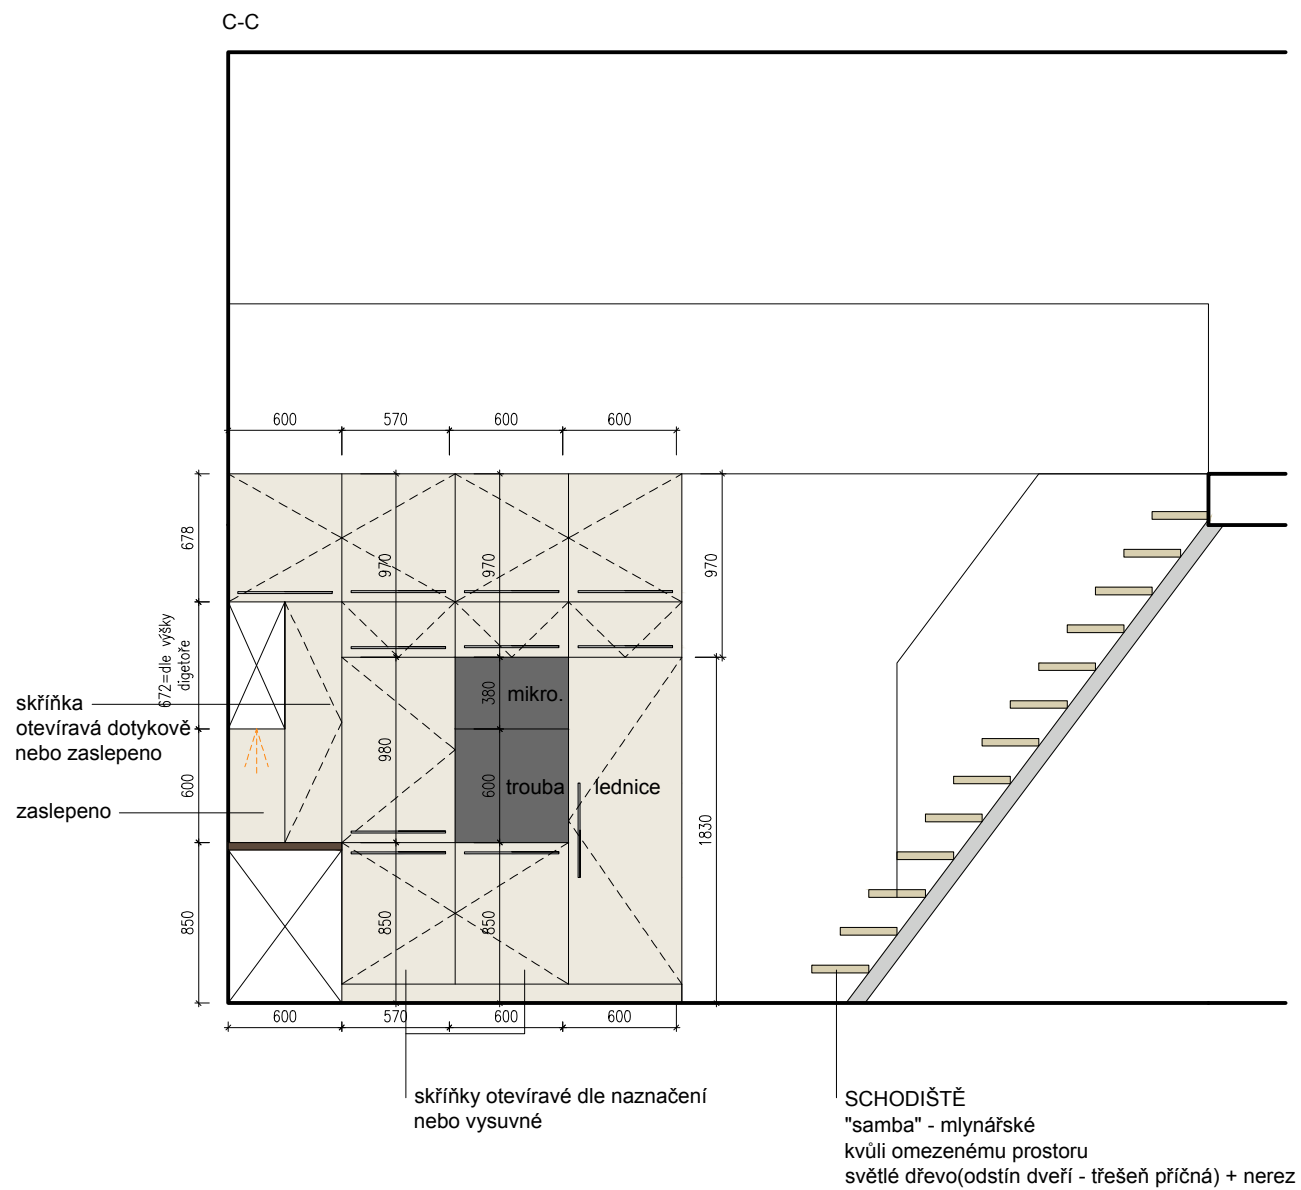 C-C
600
570
600
600
678
970
970
970
672=dle výšky
digetoře
skříňka
otevíravá dotykově
nebo zaslepeno
380
mikro.
980
600
600
trouba
lednice
zaslepeno
1830
850
850
850
600
570
600
600
skříňky otevíravé dle naznačení
nebo vysuvné
SCHODIŠTĚ
"samba" - mlynářské
kvůli omezenému prostoru
světlé dřevo(odstín dveří - třešeň příčná) + nerez